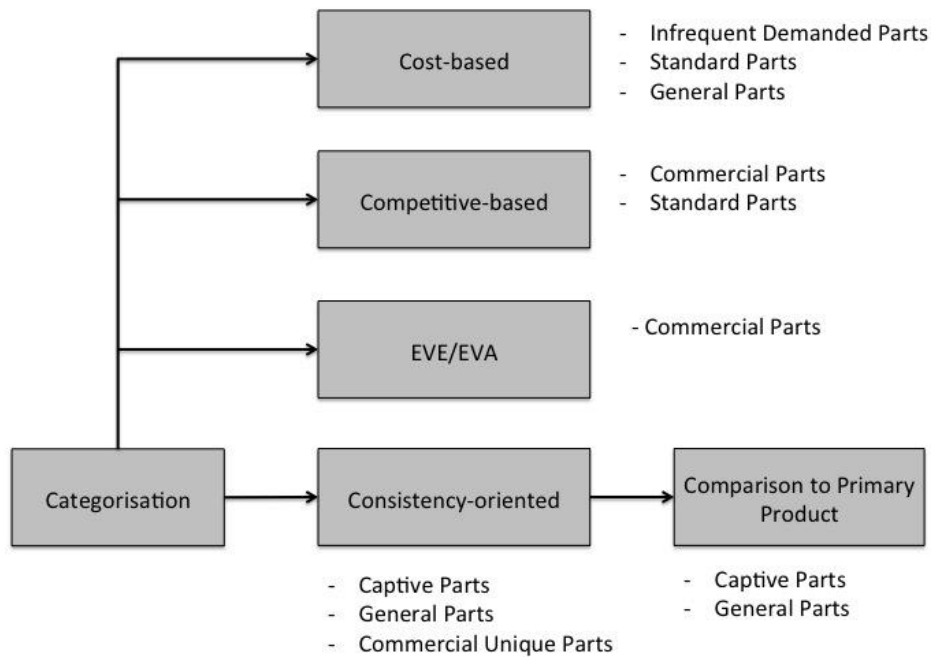 Cost-based
- Infrequent Demanded Parts
- Standard Parts
- General Parts
Competitive-based
- Commercial Parts
- Standard Parts
EVE/EVA
- Commercial Parts
Categorisation
Consistency-oriented
Comparison to Primary
Product
- Captive Parts
- General Parts
- Commercial Unique Parts
- Captive Parts
- General Parts